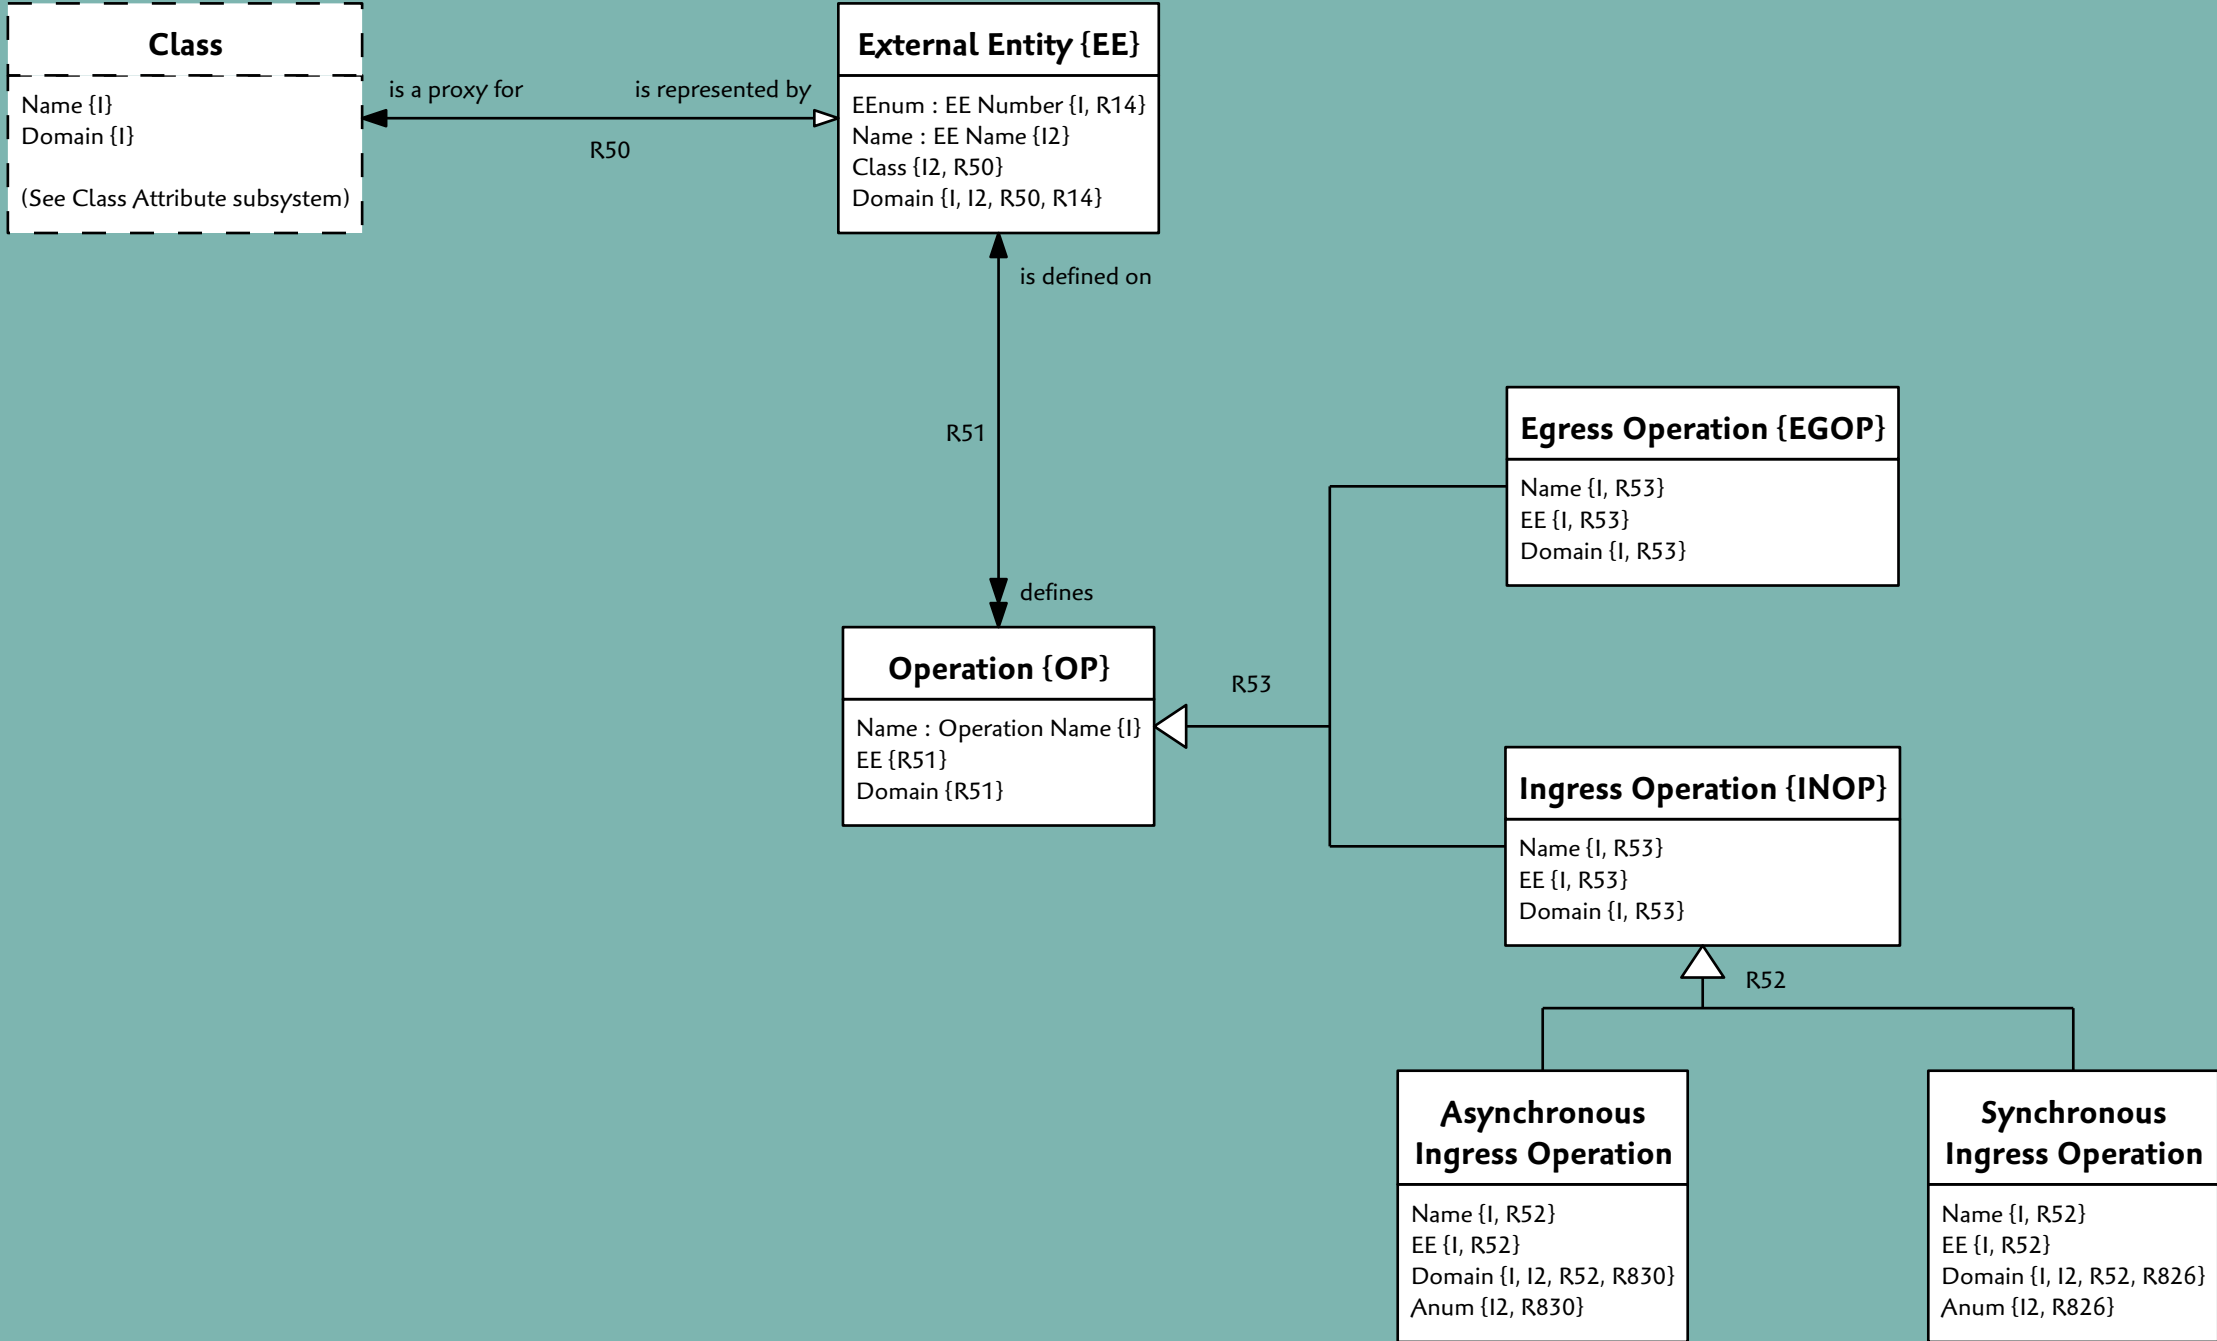 Class
Name {I}
Domain {I}
(See Class Attribute subsystem)
is a proxy for
is represented by
R50
External Entity {EE}
EEnum : EE Number {I, R14}
Name : EE Name {I2}
Class {I2, R50}
Domain {I, I2, R50, R14}
is defined on
R51
defines
Operation {OP}
Name : Operation Name {I}
EE {R51}
Domain {R51}
R53
Egress Operation {EGOP}
Name {I, R53}
EE {I, R53}
Domain {I, R53}
Ingress Operation {INOP}
Name {I, R53}
EE {I, R53}
Domain {I, R53}
R52
Asynchronous
Ingress Operation
Name {I, R52}
EE {I, R52}
Domain {I, I2, R52, R830}
Anum {I2, R830}
Synchronous
Ingress Operation
Name {I, R52}
EE {I, R52}
Domain {I, I2, R52, R826}
Anum {I2, R826}